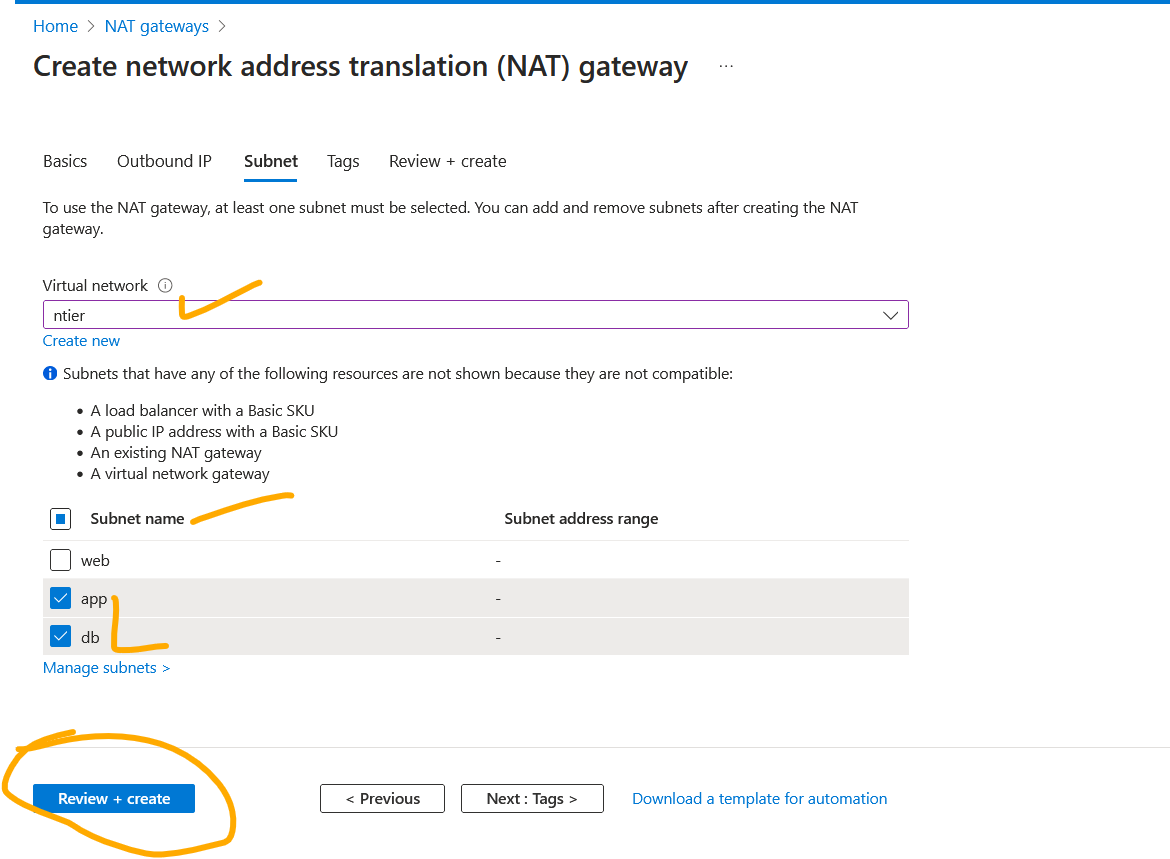 Home > NAT gateways >
Create network address translation (NAT) gateway ...
Basics Outbound IP Subnet Tags Review + create
To use the NAT gateway, at least one subnet must be selected. You can add and remove subnets after creating the NAT
gateway.
Virtual network
ntier
Create new
Subnets that have any of the following resources are not shown because they are not compatible:
• A load balancer with a Basic SKU
• A public IP address with a Basic SKU
• An existing NAT gateway
• A virtual network gateway
Subnet name Subnet address range
web -
app -
db -
Manage subnets >
Review + create < Previous Next : Tags > Download a template for automation